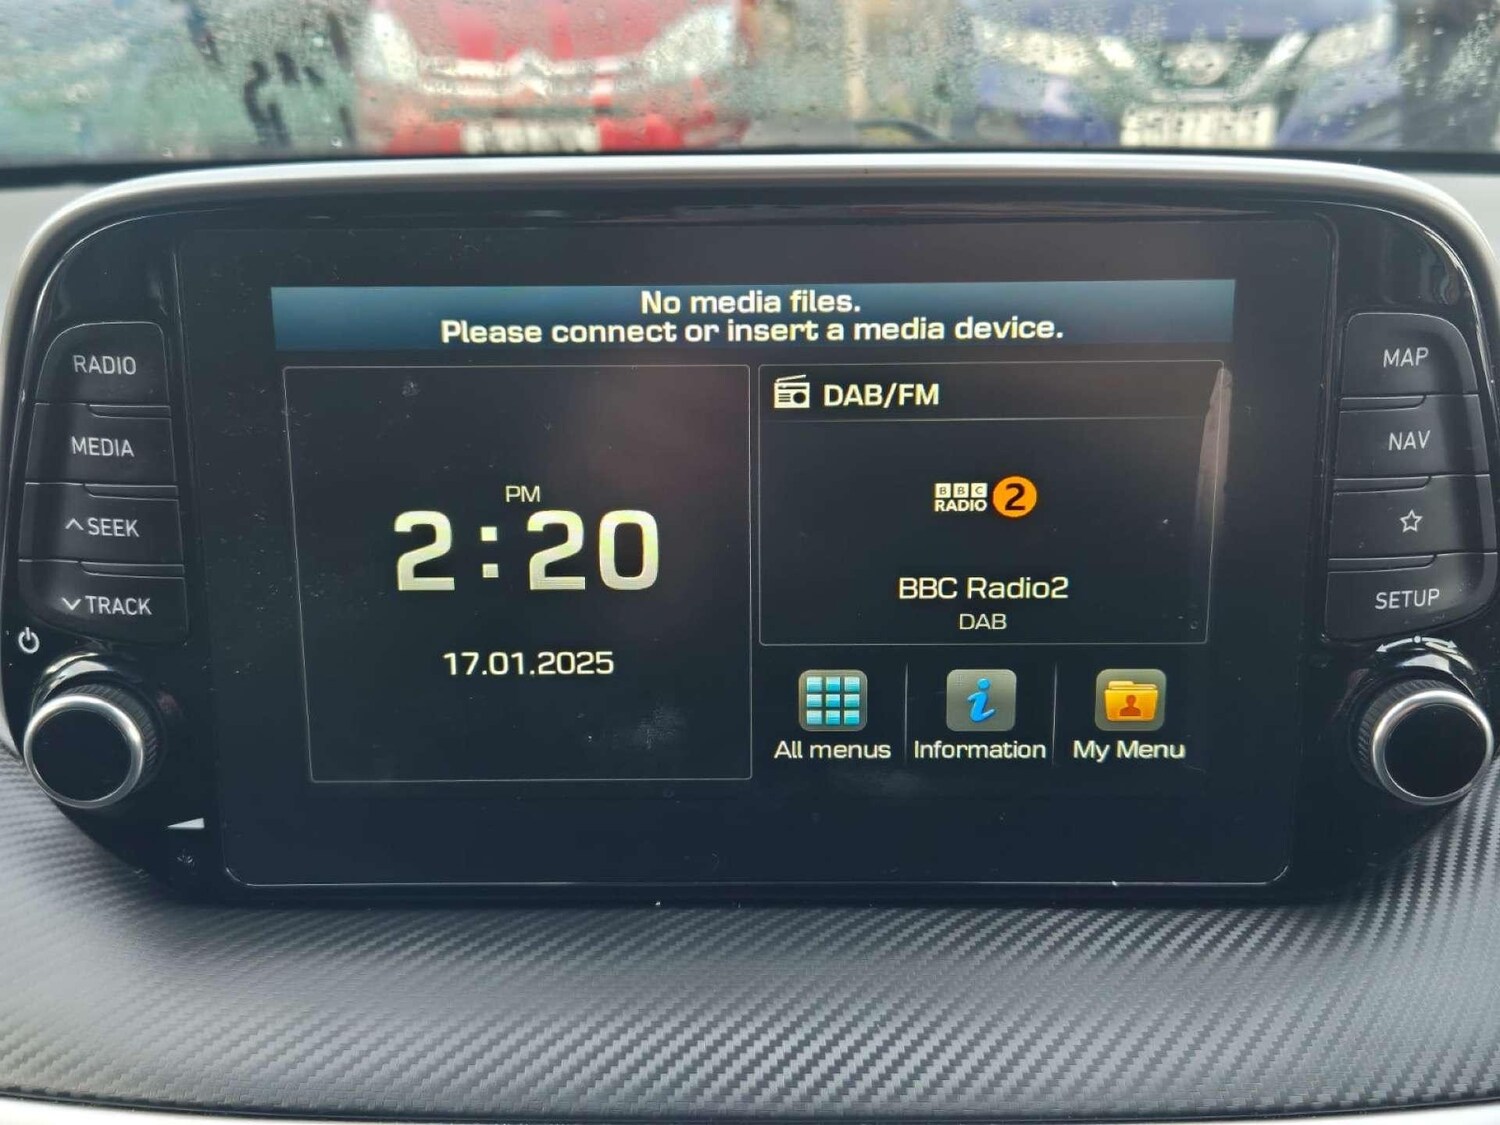 No media files.
Please connect or insert a media device.
RADIO
MEDIA
SEEK
TRACK
PM
2:20
17.01.2025
DAB/FM
BBC
RADIO 2
BBC Radio2
DAB
All menus
Information
My Menu
MAP
NAV
SETUP